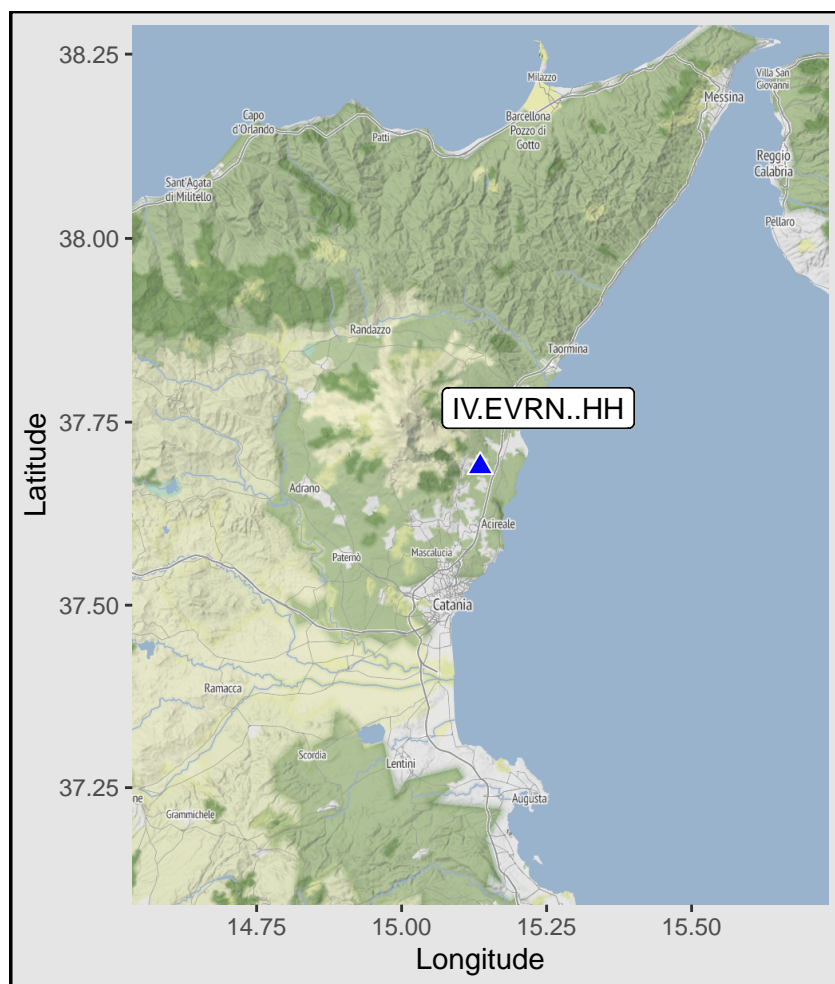 38.25
38.00
37.75
37.50
37.25
Latitude
Milazzo
Villa San
Giovanni
Messina
Capo
d'Orlando
Barcellona
Pozzo di
Gotto
Patti
Reggio
Calabria
Sant'Agata
di Militello
Pellaro
Randazzo
Taormina
IV.EVRN..HH
Adrano
Acireale
Mascalucia
Paternò
Catania
Ramacca
Scordia
Lentini
Augusta
ne
Grammichele
14.75
15.00
15.25
15.50
Longitude